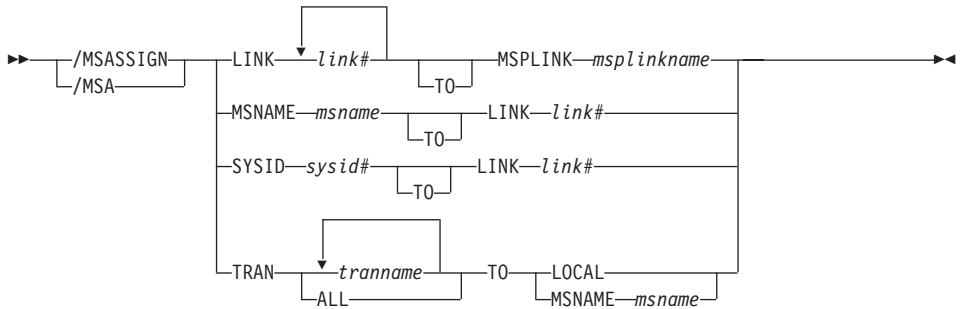 /MSASSIGN LINK link# MSPLINK msplinkname
/MSA TO
MSNAME msname LINK link#
TO
SYSID sysid# LINK link#
TO
TRAN tranname TO LOCAL
ALL MSNAME msname